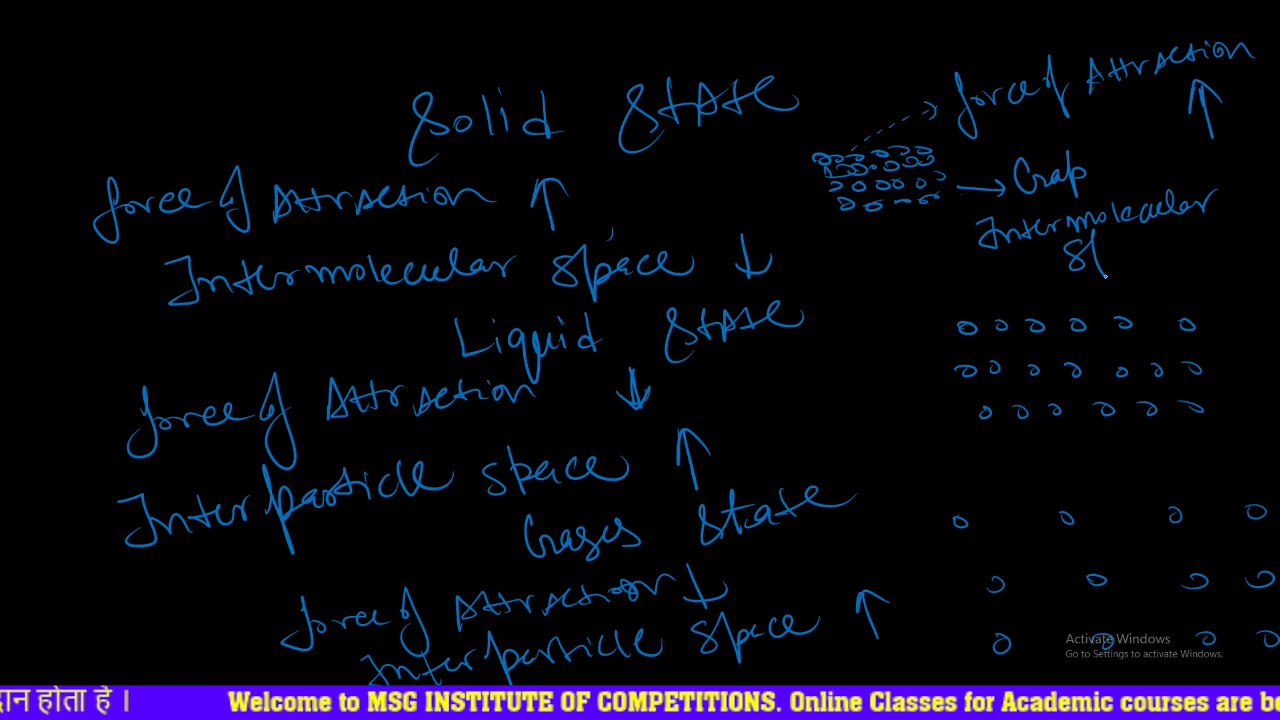 Solid State
force of Attraction ↑
Intermolecular space ↓
Liquid State
force of Attraction ↓
Interparticle space ↑
Gases State
force of Attraction ↓
Interparticle space ↑
force of Attraction ↑
Gap
Intermolecular
Activate Windows
Go to Settings to activate Windows.
दान होता है । Welcome to MSG INSTITUTE OF COMPETITIONS. Online Classes for Academic courses are be